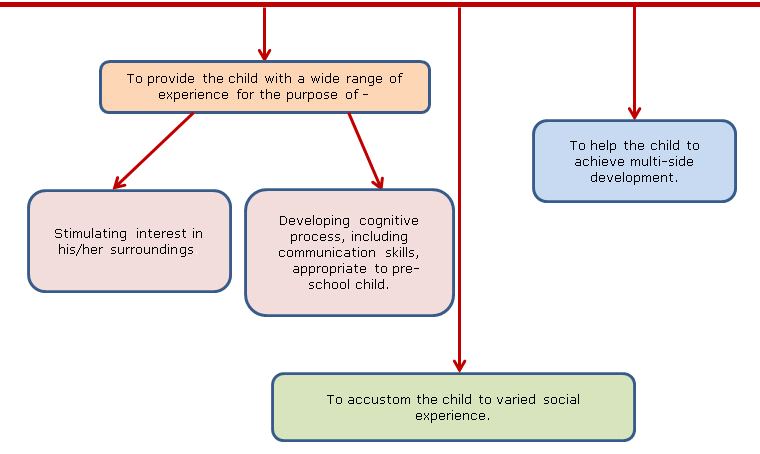 To provide the child with a wide range of
experience for the purpose of -
To help the child to
achieve multi-side
development.
Stimulating interest in
his/her surroundings
Developing cognitive
process, including
communication skills,
appropriate to pre-
school child.
To accustom the child to varied social
experience.